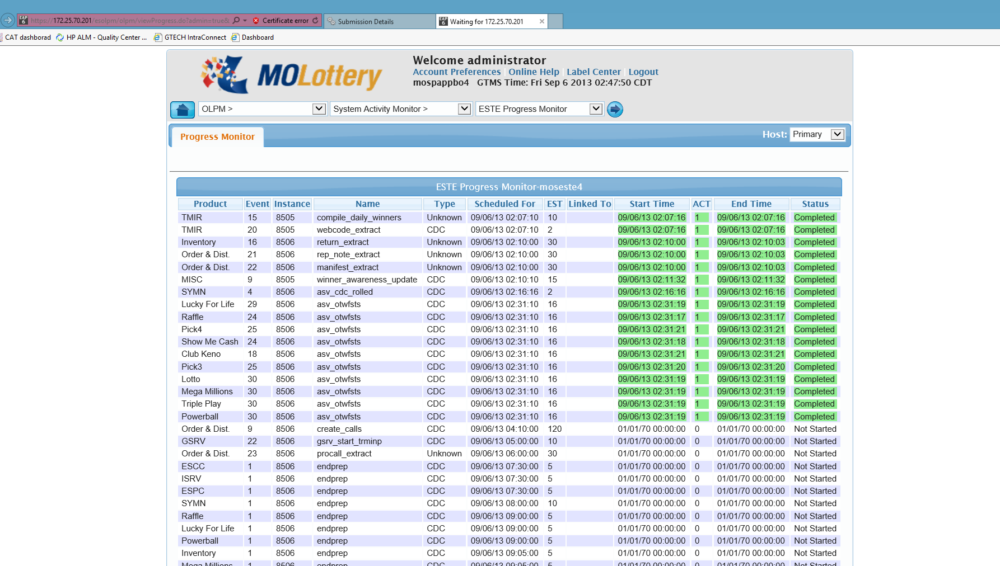 EAP 6 https://172.25.70.201/esolpm/olpm/viewProgress.do?admin=true& Certificate error Submission Details EAP 6 Waiting for 172.25.70.201
CAT dashborad HP ALM - Quality Center ... GTECH IntraConnect Dashboard
MOLottery
Welcome administrator
Account Preferences | Online Help | Label Center | Logout
mospappbo4 GTMS Time: Fri Sep 6 2013 02:47:50 CDT
OLPM > System Activity Monitor > ESTE Progress Monitor
Progress Monitor Host: Primary
ESTE Progress Monitor-moseste4
Product Event Instance Name Type Scheduled For EST Linked To Start Time ACT End Time Status
TMIR 15 8505 compile_daily_winners Unknown 09/06/13 02:07:10 10 09/06/13 02:07:16 1 09/06/13 02:07:16 Completed
TMIR 20 8505 webcode_extract CDC 09/06/13 02:07:10 2 09/06/13 02:07:16 1 09/06/13 02:07:16 Completed
Inventory 16 8506 return_extract Unknown 09/06/13 02:10:00 30 09/06/13 02:10:00 1 09/06/13 02:10:03 Completed
Order & Dist. 21 8506 rep_note_extract Unknown 09/06/13 02:10:00 30 09/06/13 02:10:00 1 09/06/13 02:10:03 Completed
Order & Dist. 22 8506 manifest_extract Unknown 09/06/13 02:10:00 30 09/06/13 02:10:00 1 09/06/13 02:10:03 Completed
MISC 9 8505 winner_awareness_update CDC 09/06/13 02:10:10 15 09/06/13 02:11:32 1 09/06/13 02:11:32 Completed
SYMN 4 8506 asv_cdc_rolled CDC 09/06/13 02:16:16 2 09/06/13 02:16:16 1 09/06/13 02:16:16 Completed
Lucky For Life 29 8506 asv_otwfsts CDC 09/06/13 02:31:10 16 09/06/13 02:31:19 1 09/06/13 02:31:19 Completed
Raffle 24 8506 asv_otwfsts CDC 09/06/13 02:31:10 16 09/06/13 02:31:17 1 09/06/13 02:31:17 Completed
Pick4 25 8506 asv_otwfsts CDC 09/06/13 02:31:10 16 09/06/13 02:31:21 1 09/06/13 02:31:21 Completed
Show Me Cash 24 8506 asv_otwfsts CDC 09/06/13 02:31:10 16 09/06/13 02:31:18 1 09/06/13 02:31:18 Completed
Club Keno 18 8506 asv_otwfsts CDC 09/06/13 02:31:10 16 09/06/13 02:31:21 1 09/06/13 02:31:21 Completed
Pick3 25 8506 asv_otwfsts CDC 09/06/13 02:31:10 16 09/06/13 02:31:20 1 09/06/13 02:31:20 Completed
Lotto 30 8506 asv_otwfsts CDC 09/06/13 02:31:10 16 09/06/13 02:31:19 1 09/06/13 02:31:19 Completed
Mega Millions 30 8506 asv_otwfsts CDC 09/06/13 02:31:10 16 09/06/13 02:31:19 1 09/06/13 02:31:19 Completed
Triple Play 30 8506 asv_otwfsts CDC 09/06/13 02:31:10 16 09/06/13 02:31:19 1 09/06/13 02:31:19 Completed
Powerball 30 8506 asv_otwfsts CDC 09/06/13 02:31:10 16 09/06/13 02:31:19 1 09/06/13 02:31:19 Completed
Order & Dist. 9 8506 create_calls CDC 09/06/13 04:10:00 120 01/01/70 00:00:00 0 01/01/70 00:00:00 Not Started
GSRV 22 8506 gsrv_start_trminp CDC 09/06/13 05:00:00 10 01/01/70 00:00:00 0 01/01/70 00:00:00 Not Started
Order & Dist. 23 8506 procall_extract Unknown 09/06/13 06:00:00 30 01/01/70 00:00:00 0 01/01/70 00:00:00 Not Started
ESCC 1 8506 endprep CDC 09/06/13 07:30:00 5 01/01/70 00:00:00 0 01/01/70 00:00:00 Not Started
ISRV 1 8506 endprep CDC 09/06/13 07:30:00 5 01/01/70 00:00:00 0 01/01/70 00:00:00 Not Started
ESPC 1 8506 endprep CDC 09/06/13 07:30:00 5 01/01/70 00:00:00 0 01/01/70 00:00:00 Not Started
SYMN 1 8506 endprep CDC 09/06/13 08:00:00 10 01/01/70 00:00:00 0 01/01/70 00:00:00 Not Started
Raffle 1 8506 endprep CDC 09/06/13 09:00:00 5 01/01/70 00:00:00 0 01/01/70 00:00:00 Not Started
Lucky For Life 1 8506 endprep CDC 09/06/13 09:00:00 5 01/01/70 00:00:00 0 01/01/70 00:00:00 Not Started
Powerball 1 8506 endprep CDC 09/06/13 09:00:00 5 01/01/70 00:00:00 0 01/01/70 00:00:00 Not Started
Inventory 1 8506 endprep CDC 09/06/13 09:05:00 5 01/01/70 00:00:00 0 01/01/70 00:00:00 Not Started
Mega Millions 1 8506 endprep CDC 09/06/13 09:05:00 5 01/01/70 00:00:00 0 01/01/70 00:00:00 Not Started